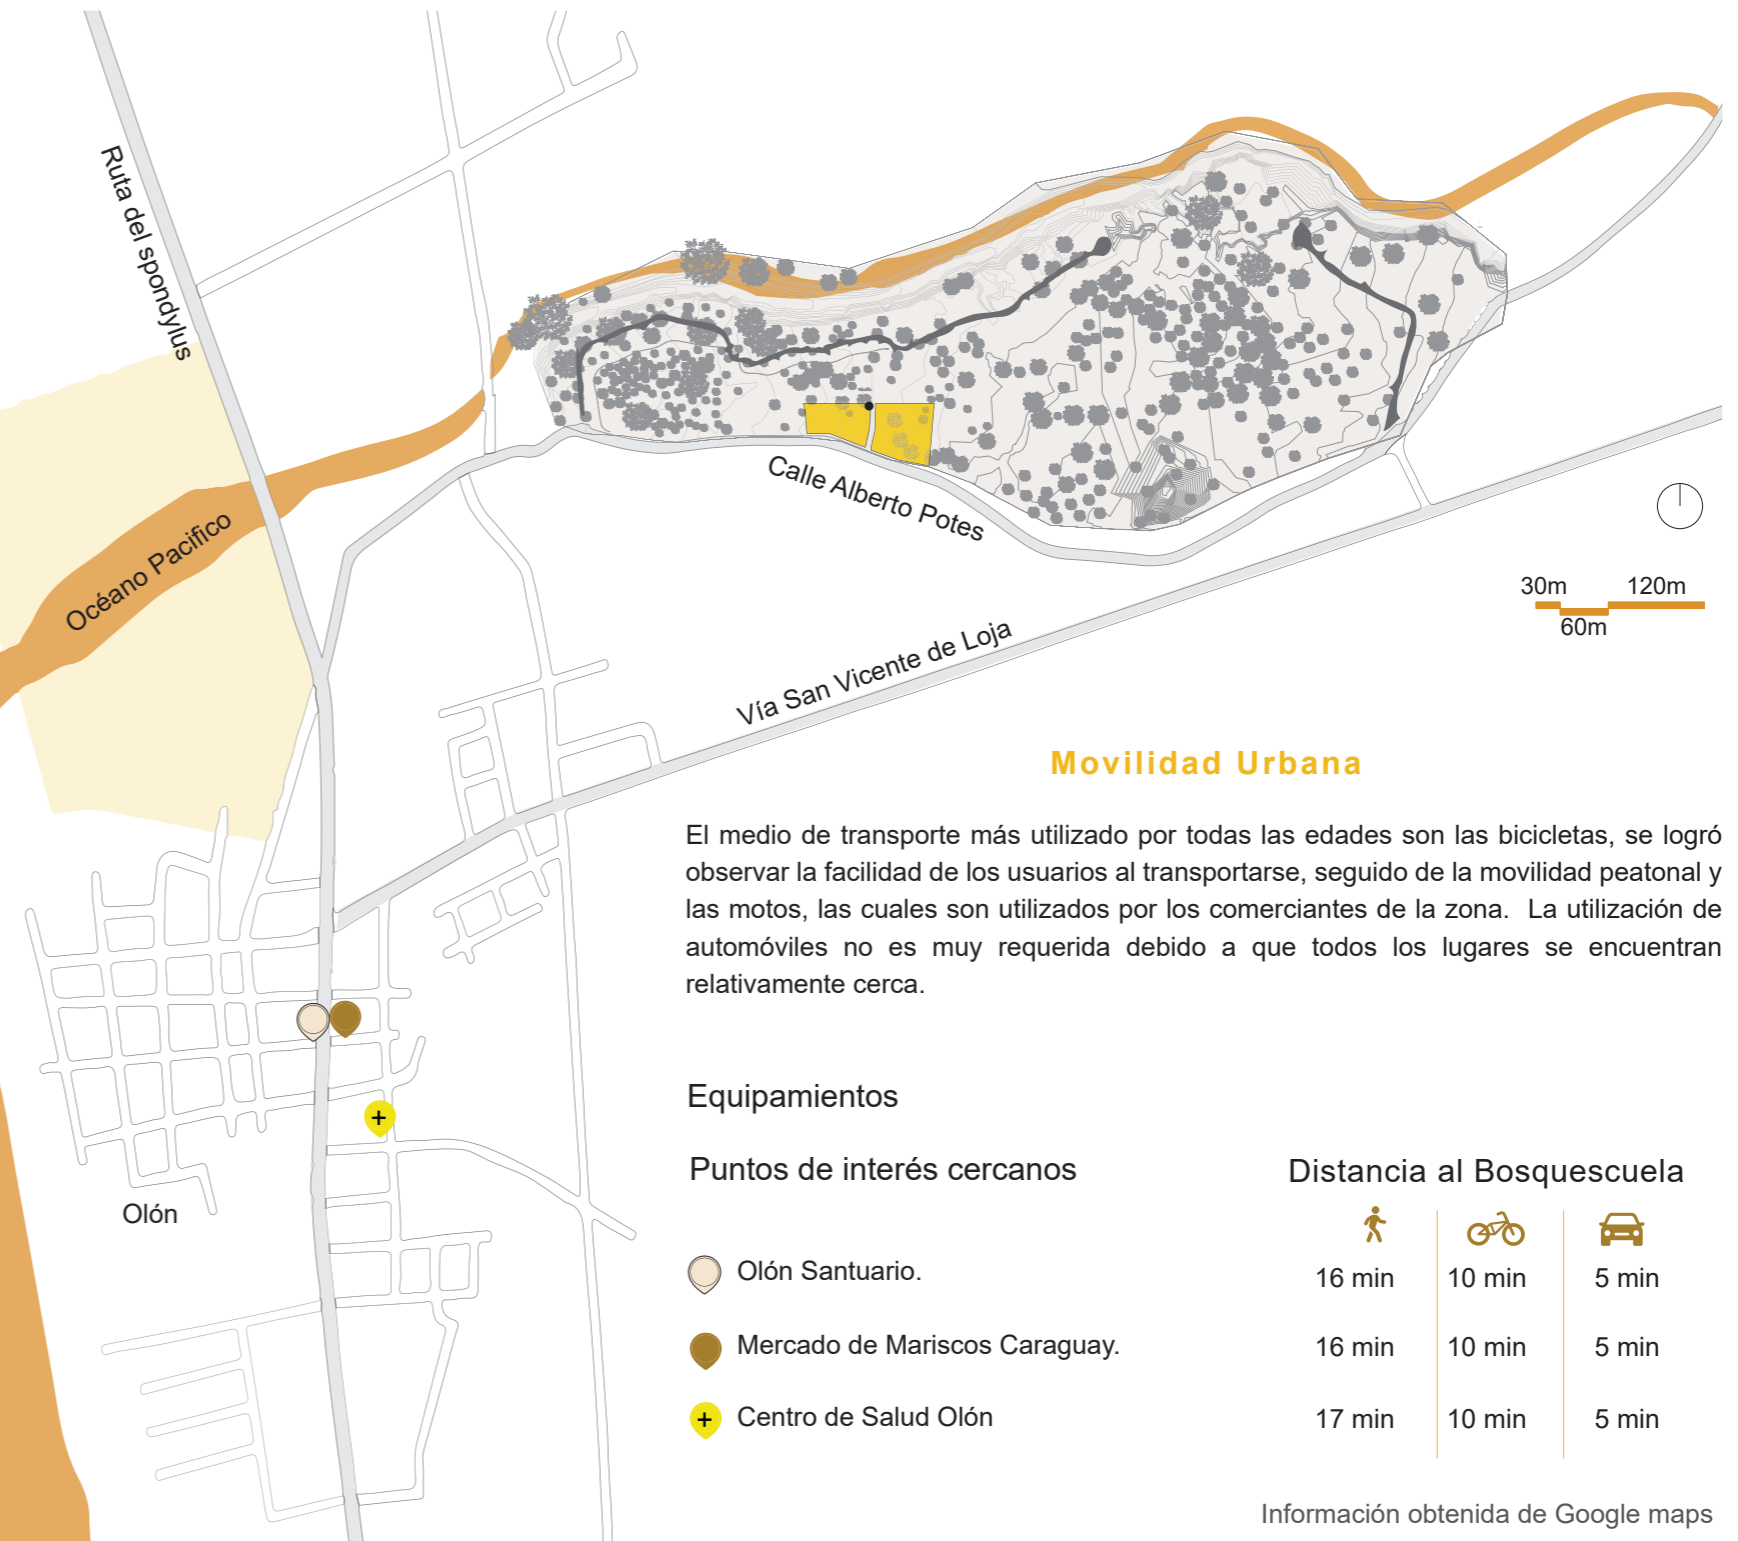 Ruta del spondylus
Océano Pacifico
Calle Alberto Potes
30m 120m
60m
Vía San Vicente de Loja
Movilidad Urbana
El medio de transporte más utilizado por todas las edades son las bicicletas, se logró
observar la facilidad de los usuarios al transportarse, seguido de la movilidad peatonal y
las motos, las cuales son utilizados por los comerciantes de la zona. La utilización de
automóviles no es muy requerida debido a que todos los lugares se encuentran
relativamente cerca.
Olón
Equipamientos
Puntos de interés cercanos
Distancia al Bosquescuela
Olón Santuario.
16 min 10 min 5 min
Mercado de Mariscos Caraguay.
16 min 10 min 5 min
Centro de Salud Olón
17 min 10 min 5 min
Información obtenida de Google maps